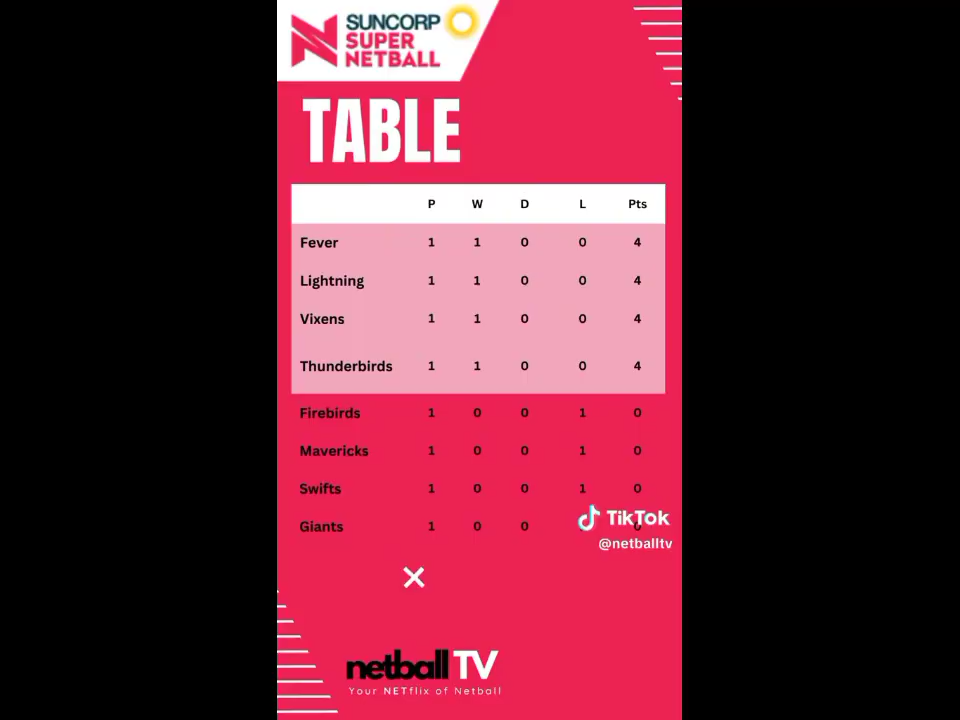 SUNCORP
SUPER
NETBALL
TABLE
P W D L Pts
Fever 1 1 0 0 4
Lightning 1 1 0 0 4
Vixens 1 1 0 0 4
Thunderbirds 1 1 0 0 4
Firebirds 1 0 0 1 0
Mavericks 1 0 0 1 0
Swifts 1 0 0 1 0
Giants 1 0 0
TikTok
@netballtv
netball TV
Your NETflix of Netball